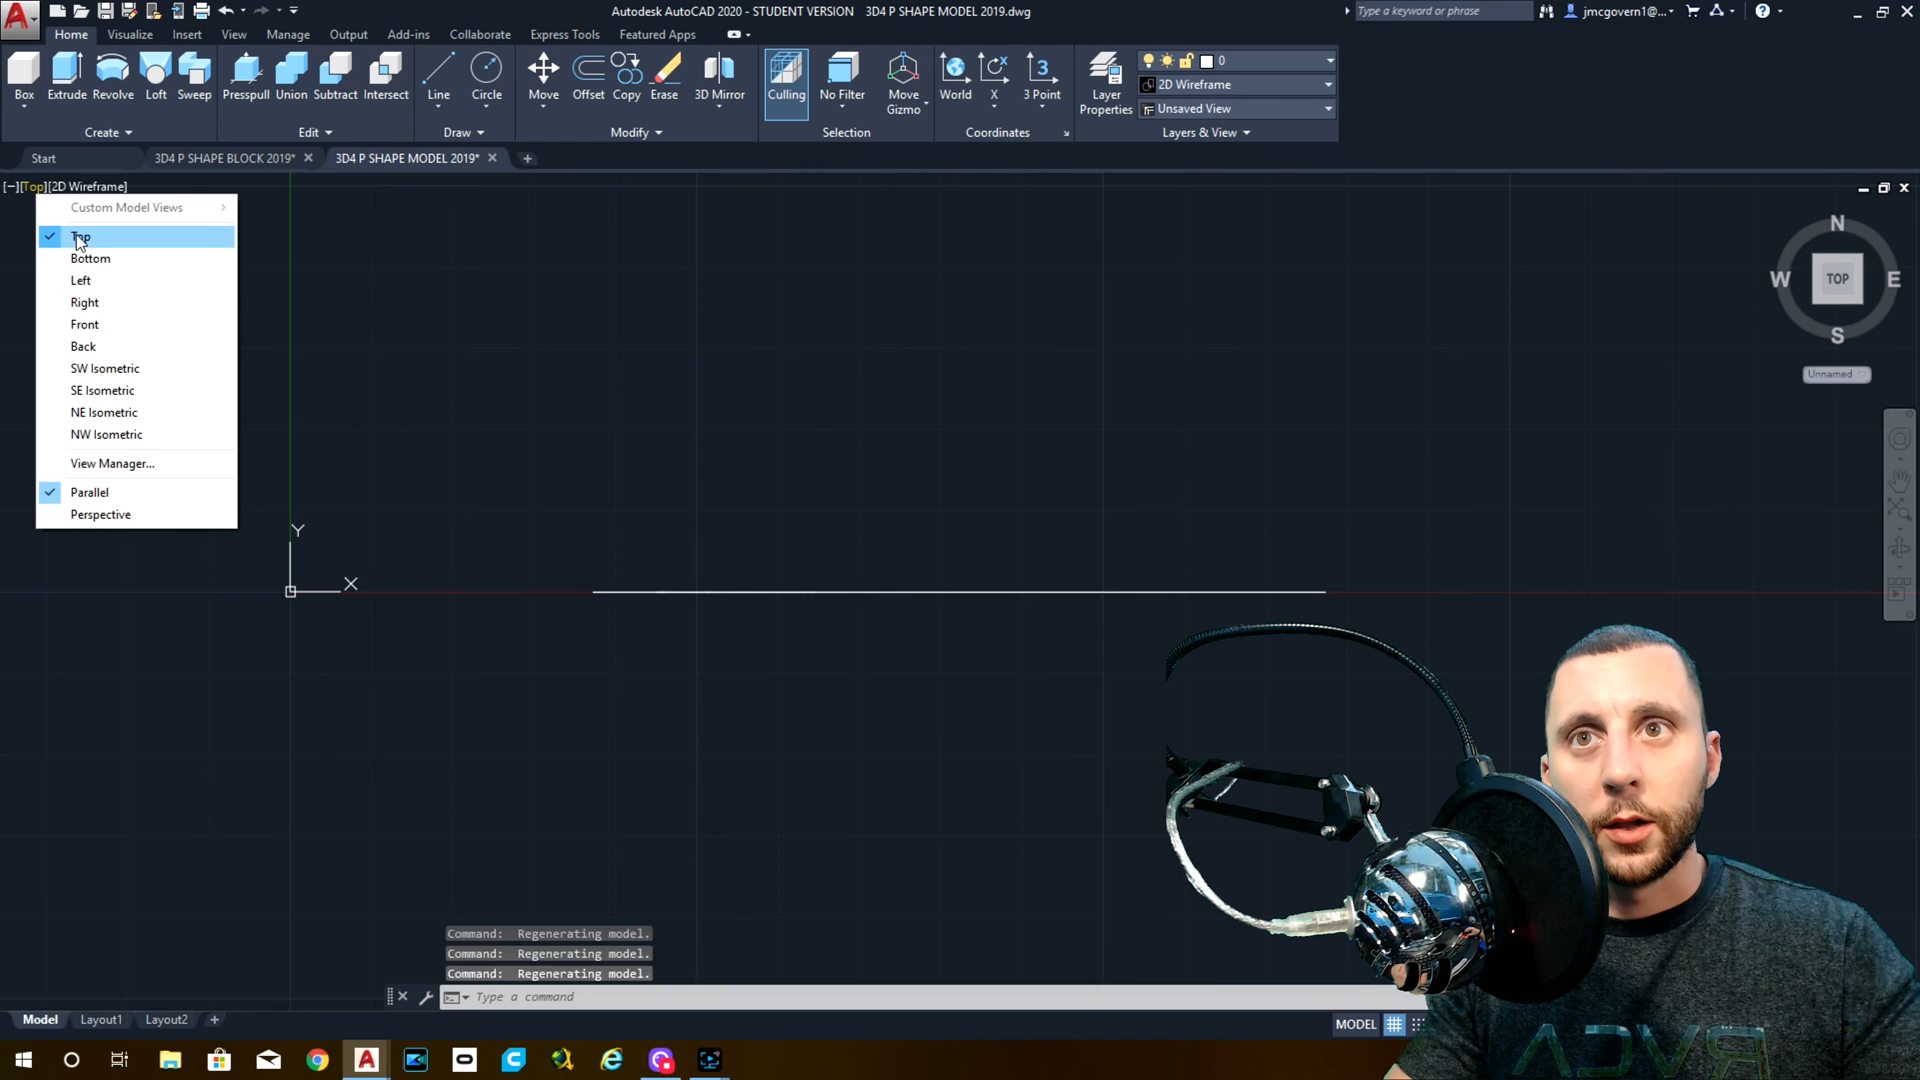 Autodesk AutoCAD 2020 - STUDENT VERSION 3D4 P SHAPE MODEL 2019.dwg
Type a keyword or phrase
jmcgovern1@...
Home Visualize Insert View Manage Output Add-ins Collaborate Express Tools Featured Apps
Box Extrude Revolve Loft Sweep Presspull Union Subtract Intersect Line Circle Move Offset Copy Erase 3D Mirror Culling No Filter Move Gizmo World X 3 Point Layer Properties
0
2D Wireframe
Unsaved View
Create Edit Draw Modify Selection Coordinates Layers & View
Start 3D4 P SHAPE BLOCK 2019* 3D4 P SHAPE MODEL 2019*
[−][Top][2D Wireframe]
Custom Model Views
Top
Bottom
Left
Right
Front
Back
SW Isometric
SE Isometric
NE Isometric
NW Isometric
View Manager...
Parallel
Perspective
N
W TOP E
S
Unnamed
Y
X
Command: Regenerating model.
Command: Regenerating model.
Command: Regenerating model.
Type a command
Model Layout1 Layout2
MODEL
RVCA